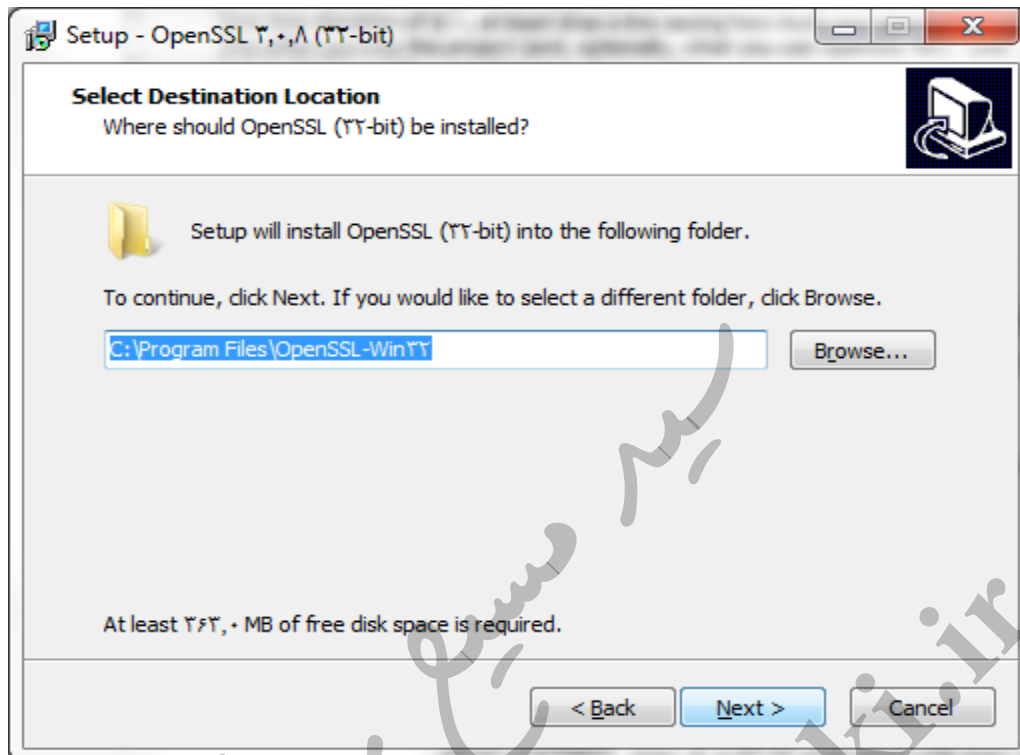 Setup - OpenSSL ۳,۰,۸ (۳۲-bit)
Select Destination Location
Where should OpenSSL (۳۲-bit) be installed?
Setup will install OpenSSL (۳۲-bit) into the following folder.
To continue, click Next. If you would like to select a different folder, click Browse.
C:\Program Files\OpenSSL-Win۳۲
Browse...
At least ۳۶۳,۰ MB of free disk space is required.
< Back
Next >
Cancel